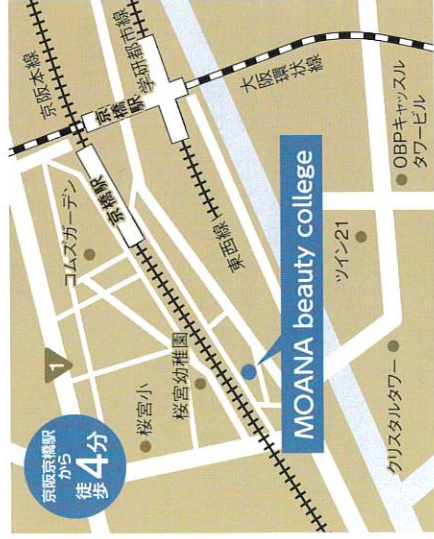 京阪京橋駅
から
徒歩4分
1
京阪本線
コムズガーデン
京橋駅
京橋駅
学研都市線
大阪環状線
桜宮小
桜宮幼稚園
東西線
MOANA beauty college
ツイン21
OBPキャッスル
タワービル
クリスタルタワー